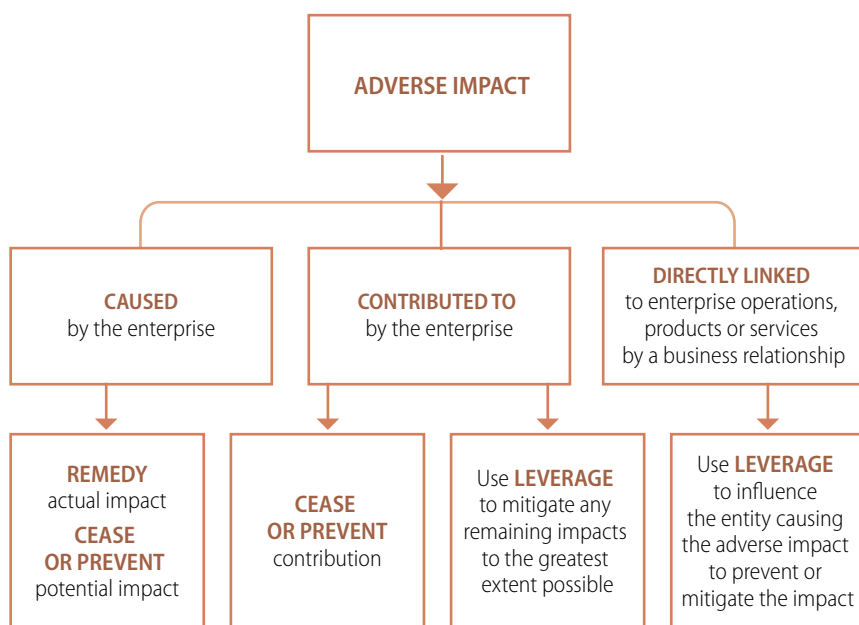 ADVERSE IMPACT
CAUSED
by the enterprise
CONTRIBUTED TO
by the enterprise
DIRECTLY LINKED
to enterprise operations,
products or services
by a business relationship
REMEDY
actual impact
CEASE
OR PREVENT
potential impact
CEASE
OR PREVENT
contribution
Use LEVERAGE
to mitigate any
remaining impacts
to the greatest
extent possible
Use LEVERAGE
to influence
the entity causing
the adverse impact
to prevent or
mitigate the impact